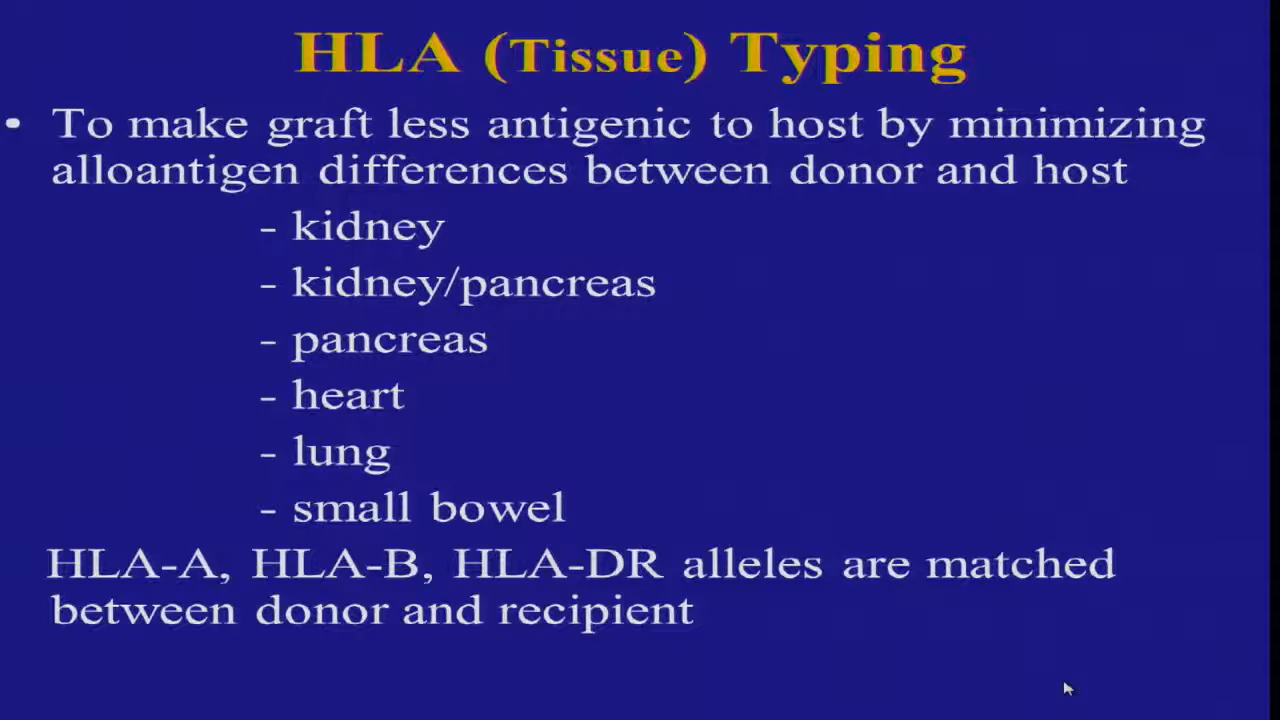 HLA (Tissue) Typing
• To make graft less antigenic to host by minimizing
alloantigen differences between donor and host
- kidney
- kidney/pancreas
- pancreas
- heart
- lung
- small bowel
HLA-A, HLA-B, HLA-DR alleles are matched
between donor and recipient